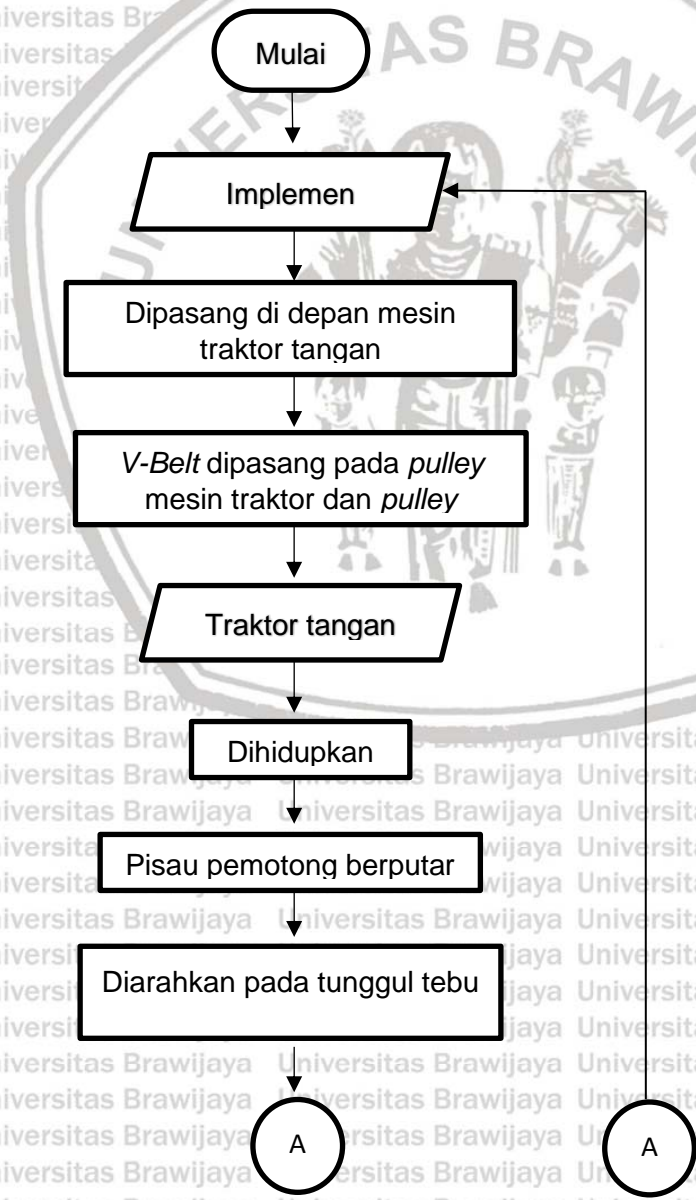 Mulai
Implemen
Dipasang di depan mesin
traktor tangan
V-Belt dipasang pada pulley
mesin traktor dan pulley
Traktor tangan
Dihidupkan
Pisau pemotong berputar
Diarahkan pada tunggul tebu
A
A